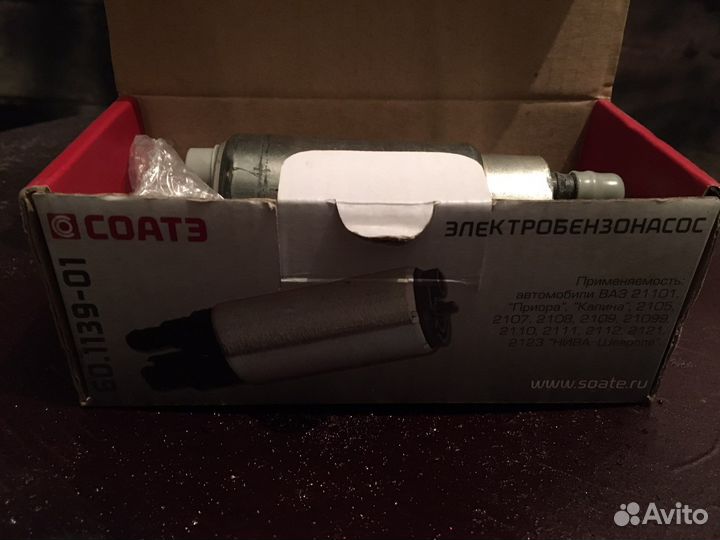 СОАТЭ
ЭЛЕКТРОБЕНЗОНАСОС
60.1139-01
Применяемость:
автомобили ВАЗ 21101,
"Приора", "Калина", 2105,
2107, 2108, 2109, 21099,
2110, 2111, 2112, 2121,
2123 "НИВА-Шевроле"
www.soate.ru
Avito